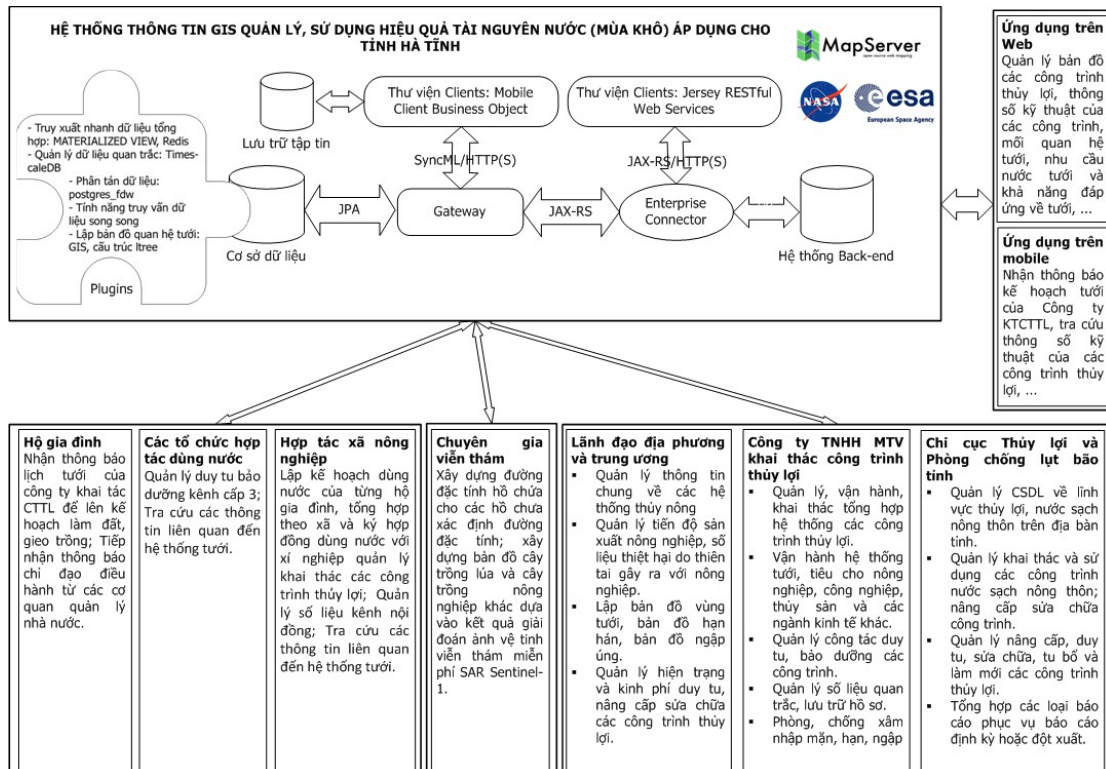 HỆ THỐNG THÔNG TIN GIS QUẢN LÝ, SỬ DỤNG HIỆU QUẢ TÀI NGUYÊN NƯỚC (MÙA KHÔ) ÁP DỤNG CHO
TỈNH HÀ TĨNH
MapServer
open source web mapping
NASA
esa
European Space Agency
- Truy xuất nhanh dữ liệu tổng
hợp: MATERIALIZED VIEW, Redis
- Quản lý dữ liệu quan trắc: Times-
caleDB
- Phân tán dữ liệu:
postgres_fdw
- Tính năng truy vấn dữ
liệu song song
- Lập bản đồ quan hệ tưới:
GIS, cấu trúc ltree
Plugins
Lưu trữ tập tin
Thư viện Clients: Mobile
Client Business Object
Thư viện Clients: Jersey RESTful
Web Services
SyncML/HTTP(S)
JAX-RS/HTTP(S)
JPA
Gateway
JAX-RS
Enterprise
Connector
Cơ sở dữ liệu
Hệ thống Back-end
Ứng dụng trên
Web
Quản lý bản đồ
các công trình
thủy lợi, thông
số kỹ thuật của
các công trình,
mối quan hệ
tưới, nhu cầu
nước tưới và
khả năng đáp
ứng về tưới, ...
Ứng dụng trên
mobile
Nhận thông báo
kế hoạch tưới
của Công ty
KTCTTL, tra cứu
thông số kỹ
thuật của các
công trình thủy
lợi, ...
Hộ gia đình
Nhận thông báo
lịch tưới của
công ty khai tác
CTTL để lên kế
hoạch làm đất,
gieo trồng; Tiếp
nhận thông báo
chỉ đạo điều
hành từ các cơ
quan quản lý
nhà nước.
Các tổ chức hợp
tác dùng nước
Quản lý duy tu bảo
dưỡng kênh cấp 3;
Tra cứu các thông
tin liên quan đến
hệ thống tưới.
Hợp tác xã nông
nghiệp
Lập kế hoạch dùng
nước của từng hộ
gia đình, tổng hợp
theo xã và ký hợp
đồng dùng nước với
xí nghiệp quản lý
khai thác các công
trình thủy lợi; Quản
lý số liệu kênh nội
đồng; Tra cứu các
thông tin liên quan
đến hệ thống tưới.
Chuyên gia
viễn thám
Xây dựng đường
đặc tính hồ chứa
cho các hồ chưa
xác định đường
đặc tính; xây
dựng bản đồ cây
trồng lúa và cây
trồng nông
nghiệp khác dựa
vào kết quả giải
đoán ảnh vệ tinh
viễn thám miễn
phí SAR Sentinel-
1.
Lãnh đạo địa phương
và trung ương
▪ Quản lý thông tin
chung về các hệ
thống thủy nông
▪ Quản lý tiến độ sản
xuất nông nghiệp, số
liệu thiệt hại do thiên
tai gây ra với nông
nghiệp.
▪ Lập bản đồ vùng
tưới, bản đồ hạn
hán, bản đồ ngập
úng.
▪ Quản lý hiện trạng
và kinh phí duy tu,
nâng cấp sửa chữa
các công trình thủy
lợi.
Công ty TNHH MTV
khai thác công trình
thủy lợi
▪ Quản lý, vận hành,
khai thác tổng hợp
hệ thống các công
trình thủy lợi.
▪ Vận hành hệ thống
tưới, tiêu cho nông
nghiệp, công nghiệp,
thủy sản và các
ngành kinh tế khác.
▪ Quản lý công tác duy
tu, bảo dưỡng các
công trình.
▪ Quản lý số liệu quan
trắc, lưu trữ hồ sơ.
▪ Phòng, chống xâm
nhập mặn, hạn, ngập
Chi cục Thủy lợi và
Phòng chống lụt bão
tỉnh
▪ Quản lý CSDL về lĩnh
vực thủy lợi, nước sạch
nông thôn trên địa bàn
tỉnh.
▪ Quản lý khai thác và sử
dụng các công trình
nước sạch nông thôn;
nâng cấp sửa chữa
công trình.
▪ Quản lý nâng cấp, duy
tu, sửa chữa, tu bổ và
làm mới các công trình
thủy lợi.
▪ Tổng hợp các loại báo
cáo phục vụ báo cáo
định kỳ hoặc đột xuất.